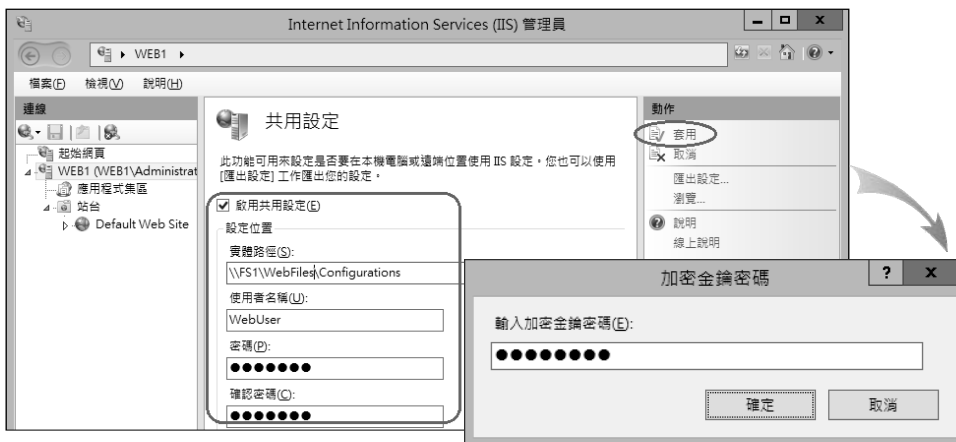 Internet Information Services (IIS) 管理員
WEB1
檔案(F) 檢視(V) 說明(H)
連線
起始網頁
WEB1 (WEB1\Administrat
應用程式集區
站台
Default Web Site
共用設定
此功能可用來設定是否要在本機電腦或遠端位置使用 IIS 設定。您也可以使用
[匯出設定] 工作匯出您的設定。
啟用共用設定(E)
設定位置
實體路徑(S):
\\FS1\WebFiles\Configurations
使用者名稱(U):
WebUser
密碼(P):
●●●●●●●
確認密碼(C):
●●●●●●●
動作
套用
取消
匯出設定...
瀏覽...
說明
線上說明
加密金鑰密碼
? x
輸入加密金鑰密碼(E):
●●●●●●●●
確定
取消